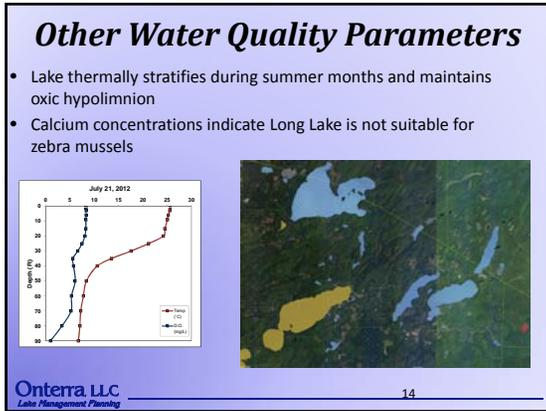 Other Water Quality Parameters
• Lake thermally stratifies during summer months and maintains
oxic hypolimnion
• Calcium concentrations indicate Long Lake is not suitable for
zebra mussels
July 21, 2012
0 5 10 15 20 25 30
0
10
20
30
40
50
60
70
80
90
Depth (ft)
Temp
(°C)
D.O.
(mg/L)
Onterra LLC
Lake Management Planning
14